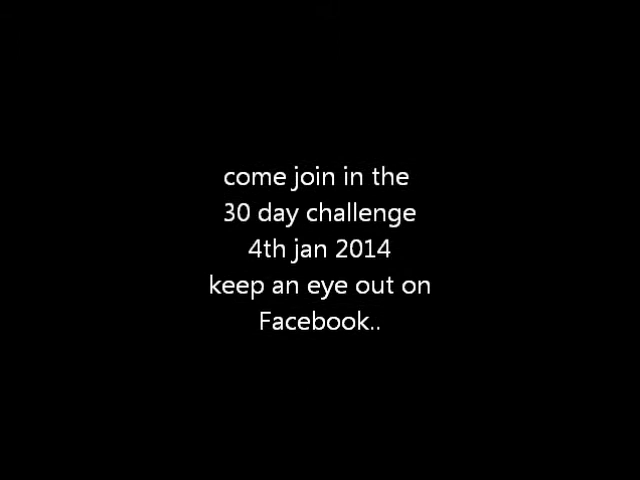 come join in the
30 day challenge
4th jan 2014
keep an eye out on
Facebook..